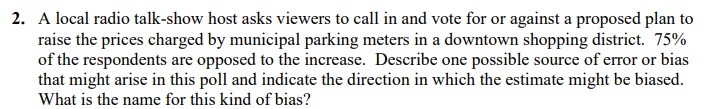 2. A local radio talk-show host asks viewers to call in and vote for or against a proposed plan to
raise the prices charged by municipal parking meters in a downtown shopping district. 75%
of the respondents are opposed to the increase. Describe one possible source of error or bias
that might arise in this poll and indicate the direction in which the estimate might be biased.
What is the name for this kind of bias?